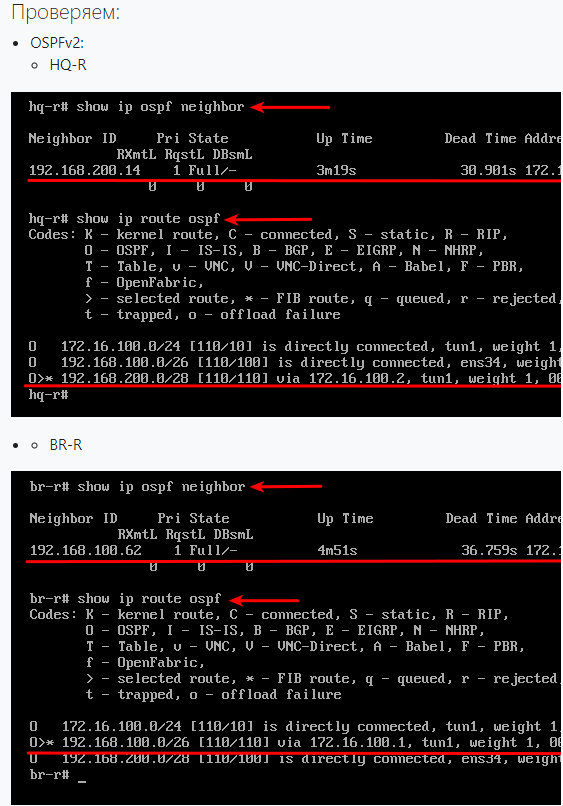 Проверяем:
OSPFv2:
HQ-R
hq-r# show ip ospf neighbor
Neighbor ID Pri State Up Time Dead Time Addre
RXmtL RqstL DBsmL
192.168.200.14 1 Full/- 3m19s 30.901s 172.1
0 0 0
hq-r# show ip route ospf
Codes: K - kernel route, C - connected, S - static, R - RIP,
O - OSPF, I - IS-IS, B - BGP, E - EIGRP, N - NHRP,
T - Table, v - VNC, V - VNC-Direct, A - Babel, F - PBR,
f - OpenFabric,
> - selected route, * - FIB route, q - queued, r - rejected,
t - trapped, o - offload failure
O 172.16.100.0/24 [110/10] is directly connected, tun1, weight 1,
O 192.168.100.0/26 [110/100] is directly connected, ens34, weight
O>* 192.168.200.0/28 [110/110] via 172.16.100.2, tun1, weight 1, 00
hq-r#
BR-R
br-r# show ip ospf neighbor
Neighbor ID Pri State Up Time Dead Time Addre
RXmtL RqstL DBsmL
192.168.100.62 1 Full/- 4m51s 36.759s 172.1
0 0 0
br-r# show ip route ospf
Codes: K - kernel route, C - connected, S - static, R - RIP,
O - OSPF, I - IS-IS, B - BGP, E - EIGRP, N - NHRP,
T - Table, v - VNC, V - VNC-Direct, A - Babel, F - PBR,
f - OpenFabric,
> - selected route, * - FIB route, q - queued, r - rejected,
t - trapped, o - offload failure
O 172.16.100.0/24 [110/10] is directly connected, tun1, weight 1
O>* 192.168.100.0/26 [110/110] via 172.16.100.1, tun1, weight 1, 00
O 192.168.200.0/28 [110/100] is directly connected, ens34, weight
br-r# _